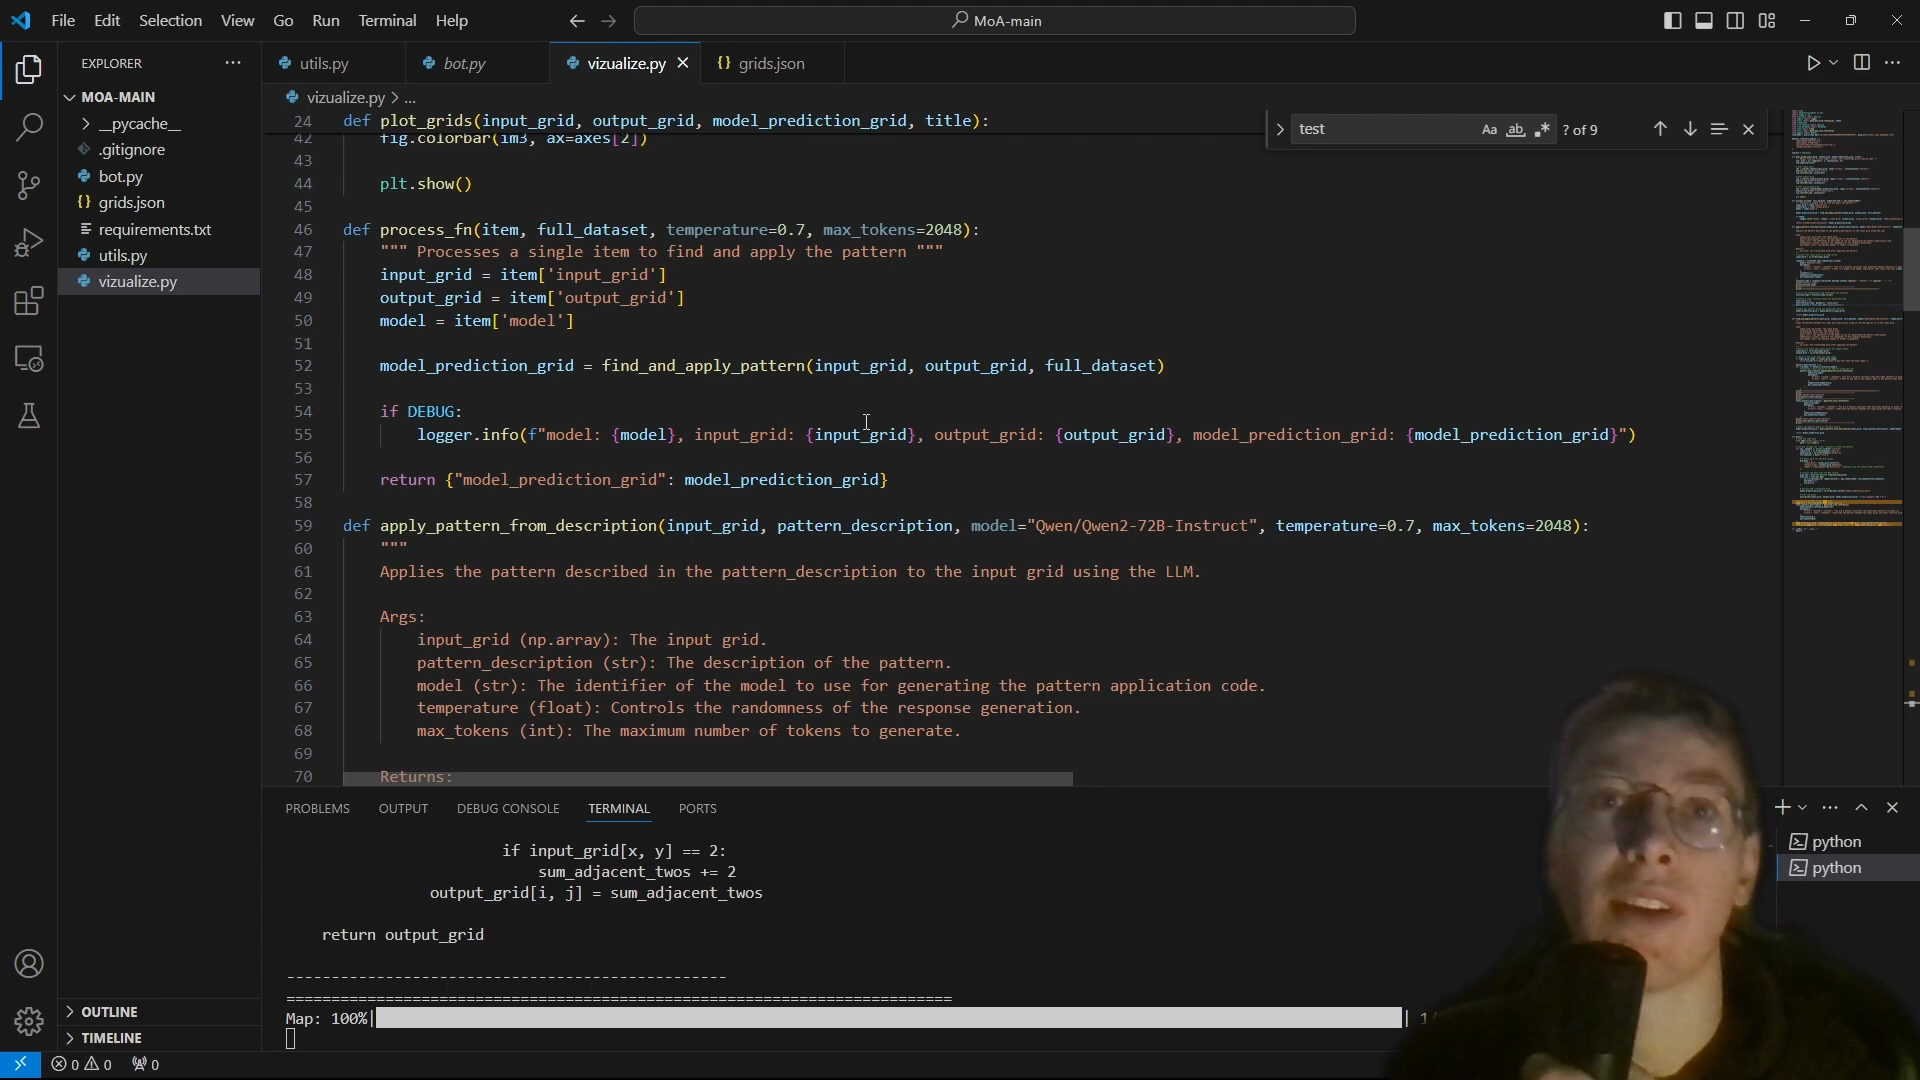 File Edit Selection View Go Run Terminal Help
MoA-main
EXPLORER
MOA-MAIN
__pycache__
.gitignore
bot.py
grids.json
requirements.txt
utils.py
vizualize.py
OUTLINE
TIMELINE
utils.py
bot.py
vizualize.py
grids.json
vizualize.py > ...
24 def plot_grids(input_grid, output_grid, model_prediction_grid, title):
42 fig.colorbar(im3, ax=axes[2])
43
44 plt.show()
45
46 def process_fn(item, full_dataset, temperature=0.7, max_tokens=2048):
47 """ Processes a single item to find and apply the pattern """
48 input_grid = item['input_grid']
49 output_grid = item['output_grid']
50 model = item['model']
51
52 model_prediction_grid = find_and_apply_pattern(input_grid, output_grid, full_dataset)
53
54 if DEBUG:
55 logger.info(f"model: {model}, input_grid: {input_grid}, output_grid: {output_grid}, model_prediction_grid: {model_prediction_grid}")
56
57 return {"model_prediction_grid": model_prediction_grid}
58
59 def apply_pattern_from_description(input_grid, pattern_description, model="Qwen/Qwen2-72B-Instruct", temperature=0.7, max_tokens=2048):
60 """
61 Applies the pattern described in the pattern_description to the input grid using the LLM.
62
63 Args:
64 input_grid (np.array): The input grid.
65 pattern_description (str): The description of the pattern.
66 model (str): The identifier of the model to use for generating the pattern application code.
67 temperature (float): Controls the randomness of the response generation.
68 max_tokens (int): The maximum number of tokens to generate.
69
70 Returns:
test Aa ab ? of 9
PROBLEMS OUTPUT DEBUG CONSOLE TERMINAL PORTS
if input_grid[x, y] == 2:
sum_adjacent_twos += 2
output_grid[i, j] = sum_adjacent_twos
return output_grid
Map: 100%| | 1/
python
python
0 0 0